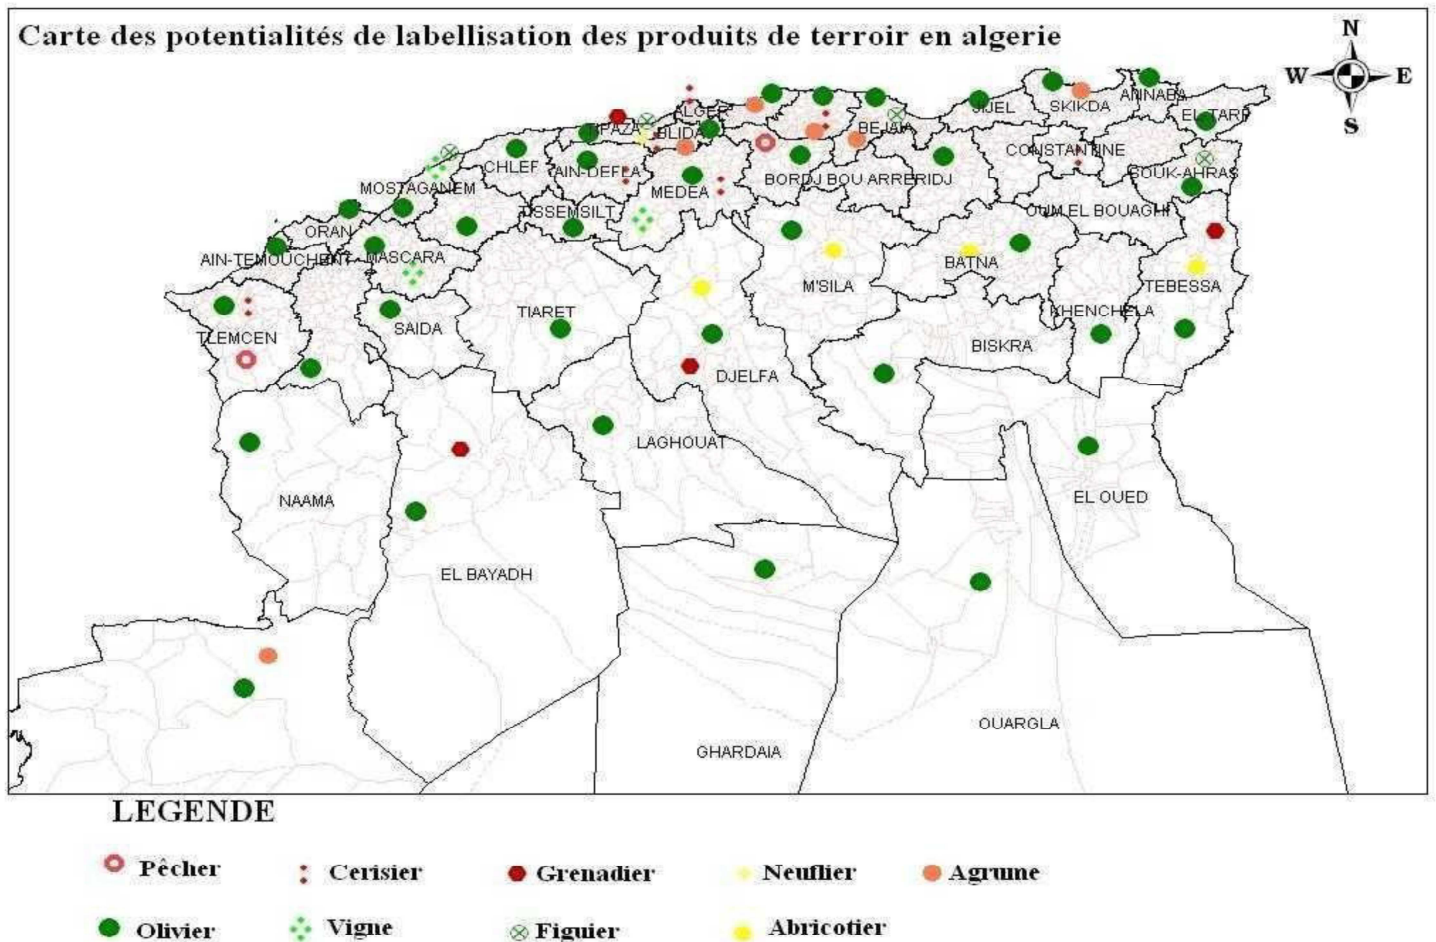 Carte des potentialités de labellisation des produits de terroir en algerie
N
W E
S
ALGER
TIPAZA
BLIDA
BEJAIA
JIJEL
SKIKDA
ANNABA
EL TARF
CHLEF
AIN-DEFLA
MEDEA
BORDJ BOU ARRERIDJ
CONSTANTINE
SOUK-AHRAS
MOSTAGANEM
TISSEMSILT
OUM EL BOUAGHI
ORAN
AIN-TEMOUCHENT
MASCARA
BATNA
M'SILA
TEBESSA
TLEMCEN
SAIDA
TIARET
KHENCHELA
BISKRA
DJELFA
LAGHOUAT
NAAMA
EL OUED
EL BAYADH
OUARGLA
GHARDAIA
LEGENDE
Pêcher Cerisier Grenadier Neuflier Agrume
Olivier Vigne Figuier Abricotier